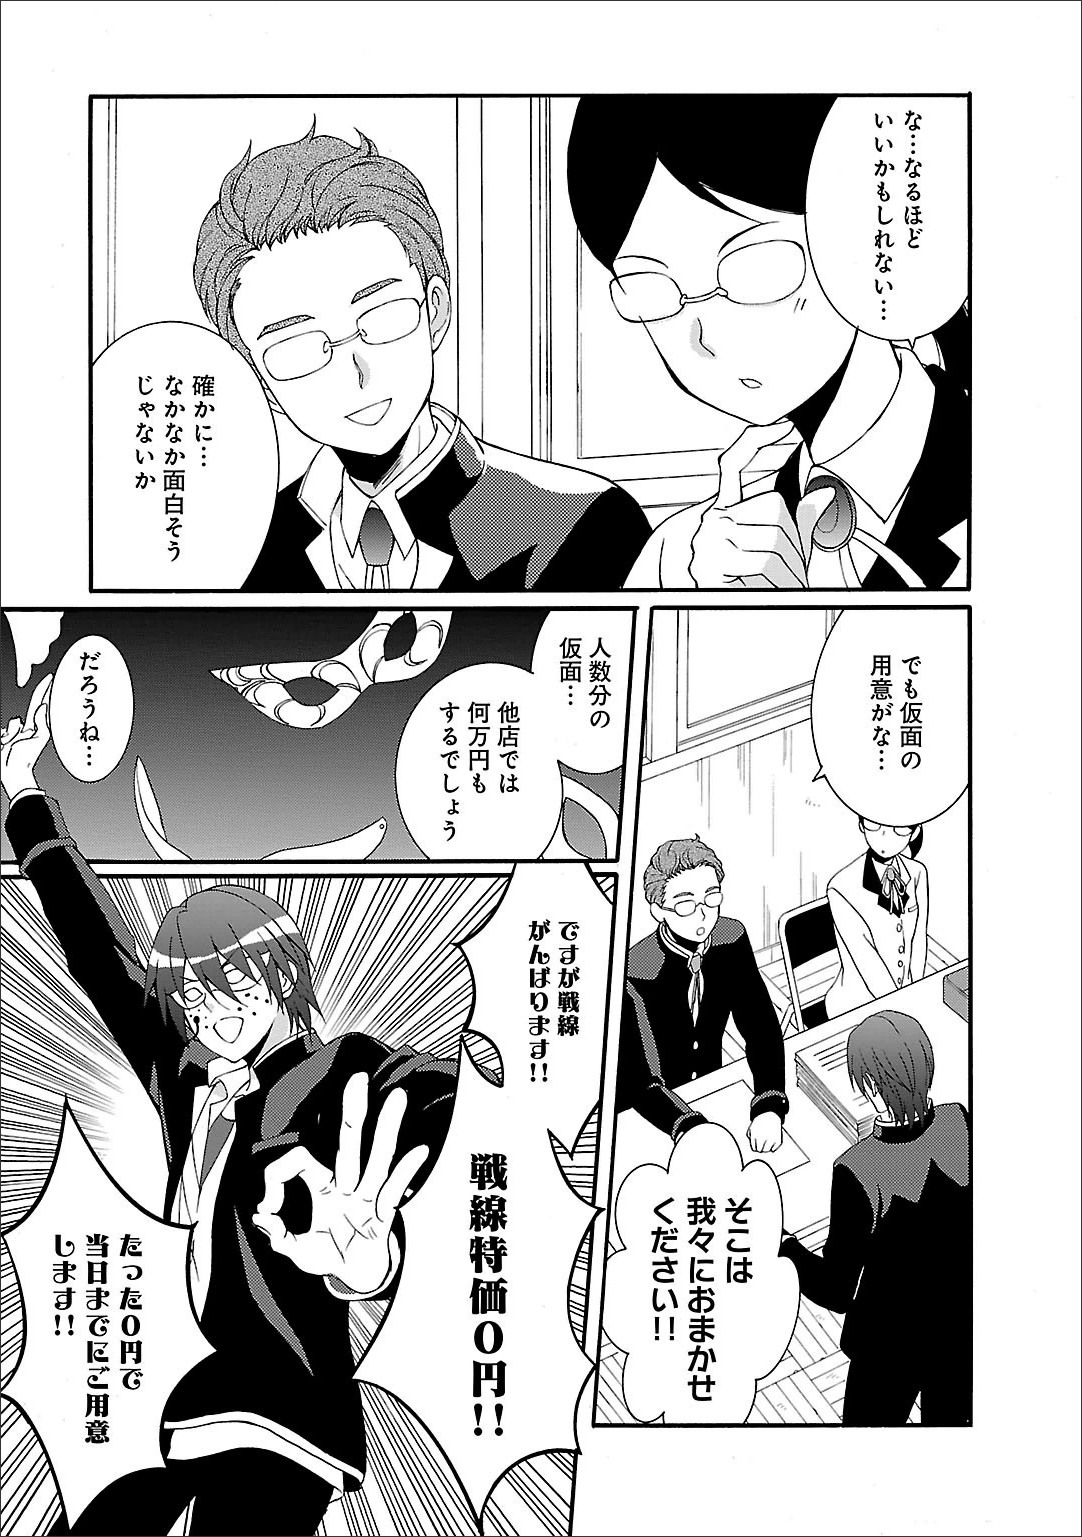 な…なるほど
いいかもしれない…
確かに…
なかなか面白そう
じゃないか
でも仮面の
用意がな…
そこは
我々におまかせ
ください!!
人数分の
仮面…
他店では
何万円も
するでしょう
だろうね…
ですが戦線
がんばります!!
戦線特価0円!!
たった0円で
当日までにご用意
します!!